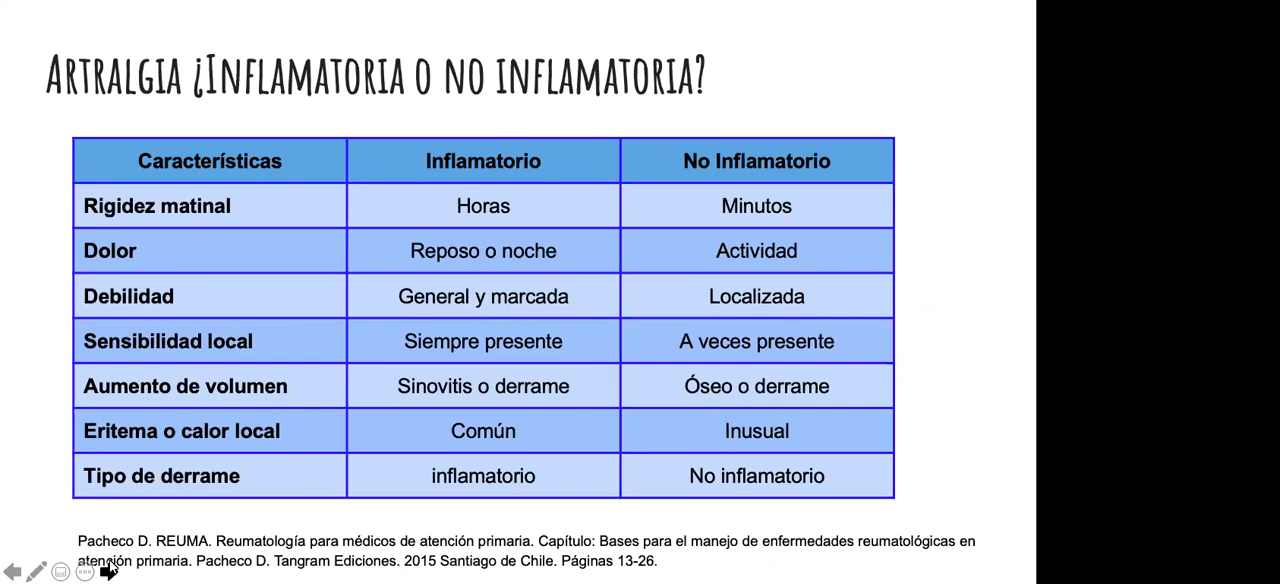 ARTRALGIA ¿INFLAMATORIA O NO INFLAMATORIA?
Características Inflamatorio No Inflamatorio
Rigidez matinal Horas Minutos
Dolor Reposo o noche Actividad
Debilidad General y marcada Localizada
Sensibilidad local Siempre presente A veces presente
Aumento de volumen Sinovitis o derrame Óseo o derrame
Eritema o calor local Común Inusual
Tipo de derrame inflamatorio No inflamatorio
Pacheco D. REUMA. Reumatología para médicos de atención primaria. Capítulo: Bases para el manejo de enfermedades reumatológicas en
atención primaria. Pacheco D. Tangram Ediciones. 2015 Santiago de Chile. Páginas 13-26.